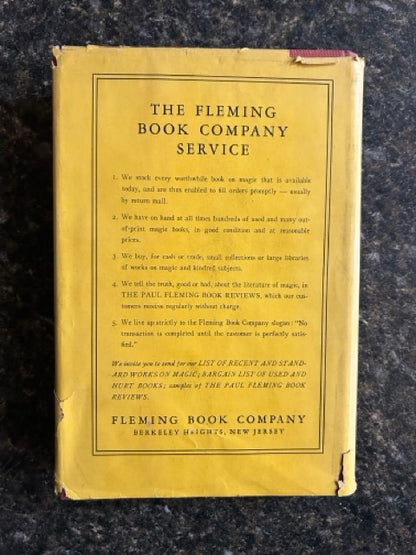 THE FLEMING
BOOK COMPANY
SERVICE
1. We stock every worthwhile book on magic that is available
today, and are thus enabled to fill orders promptly — usually
by return mail.
2. We have on hand at all times hundreds of used and many out-
of-print magic books, in good condition and at reasonable
prices.
3. We buy, for cash or trade, small collections or large libraries
of works on magic and kindred subjects.
4. We tell the truth, good or bad, about the literature of magic, in
THE PAUL FLEMING BOOK REVIEWS, which our cus-
tomers receive regularly without charge.
5. We live up strictly to the Fleming Book Company slogan: "No
transaction is completed until the customer is perfectly satis-
fied."
We invite you to send for our LIST OF RECENT AND STAND-
ARD WORKS ON MAGIC; BARGAIN LIST OF USED AND
HURT BOOKS; samples of THE PAUL FLEMING BOOK
REVIEWS.
FLEMING BOOK COMPANY
BERKELEY HEIGHTS, NEW JERSEY